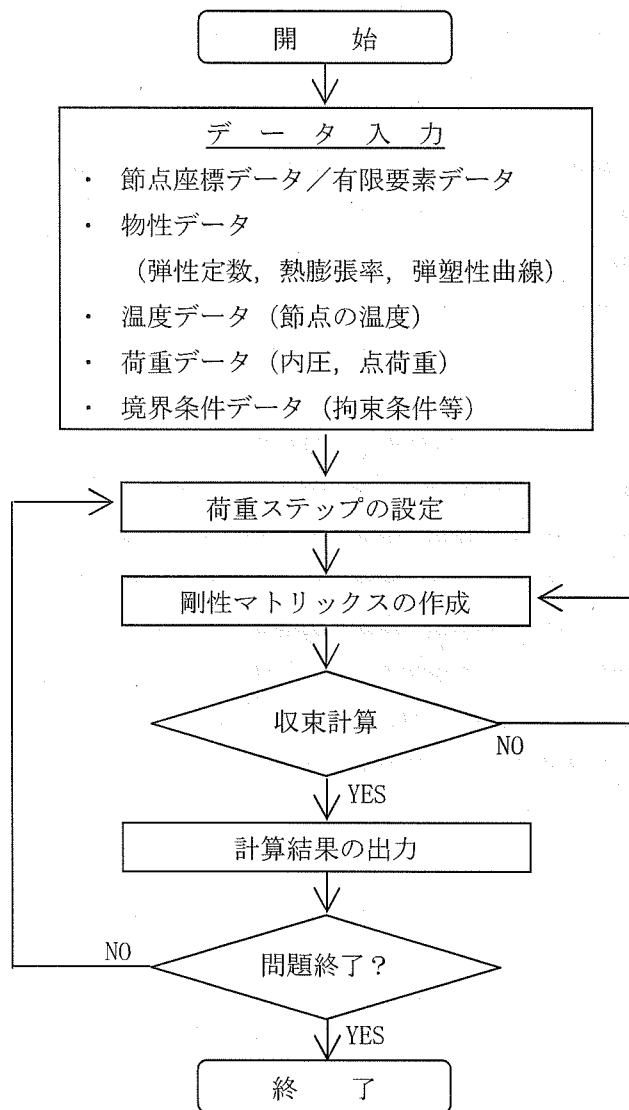 開 始
データ入力
・ 節点座標データ／有限要素データ
・ 物性データ
（弾性定数，熱膨張率，弾塑性曲線）
・ 温度データ（節点の温度）
・ 荷重データ（内圧，点荷重）
・ 境界条件データ（拘束条件等）
荷重ステップの設定
剛性マトリックスの作成
収束計算
NO
YES
計算結果の出力
NO
問題終了？
YES
終 了